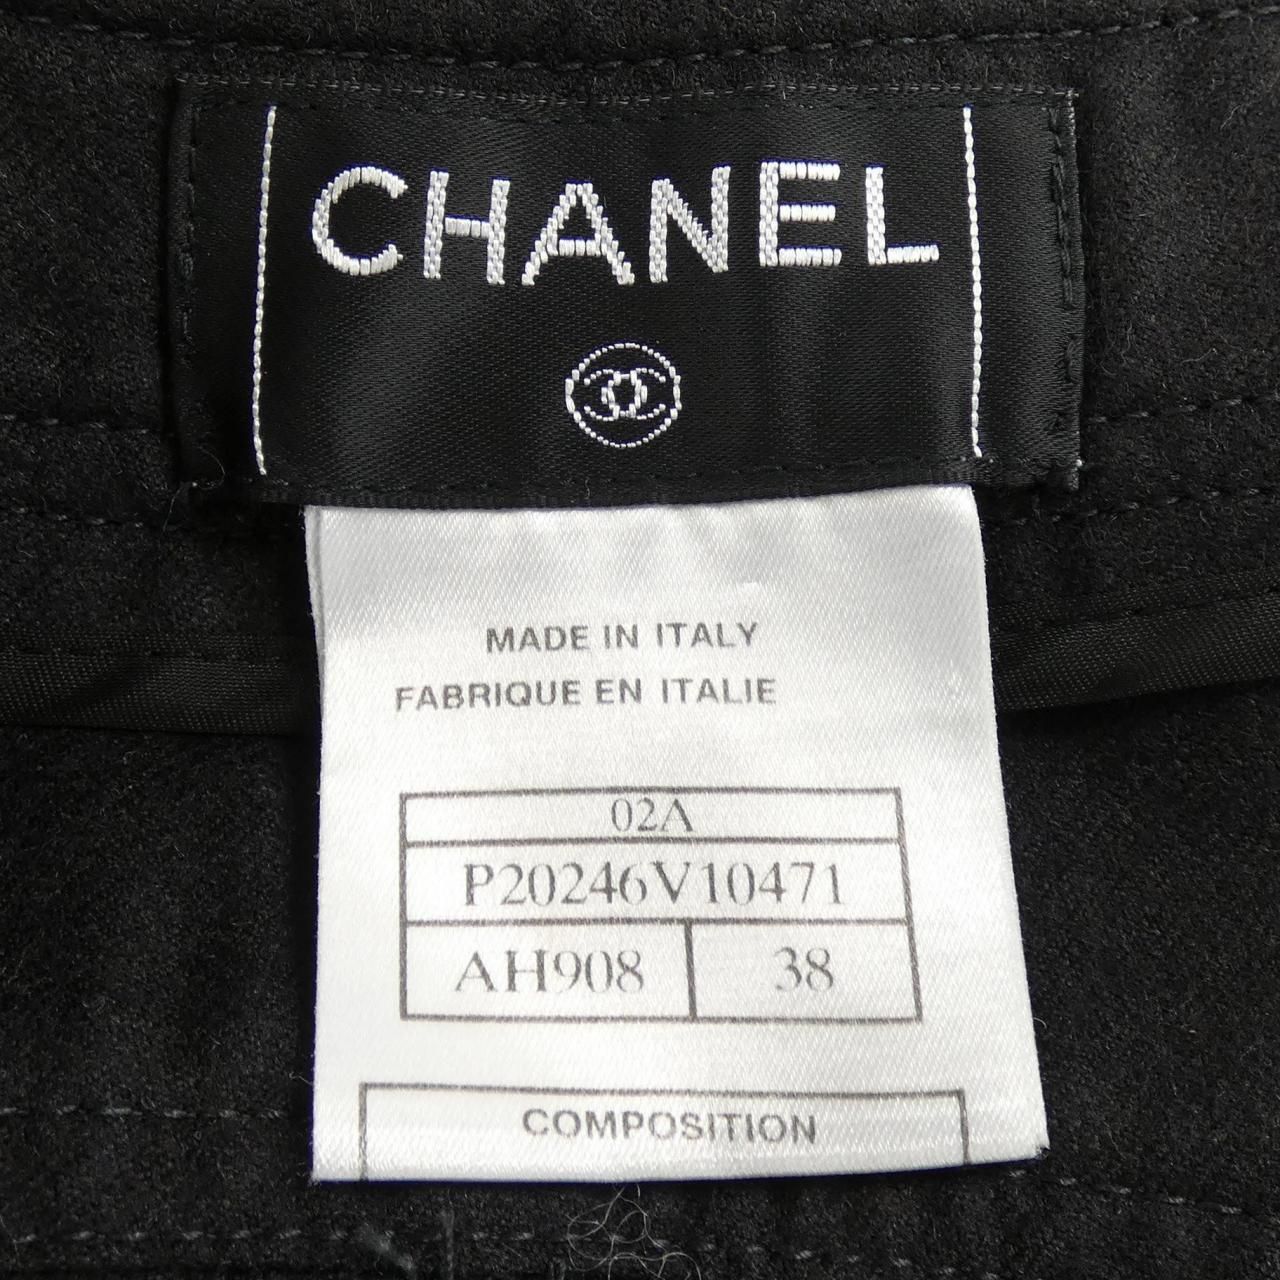 CHANEL
MADE IN ITALY
FABRIQUE EN ITALIE
02A
P20246V10471
AH908 38
COMPOSITION